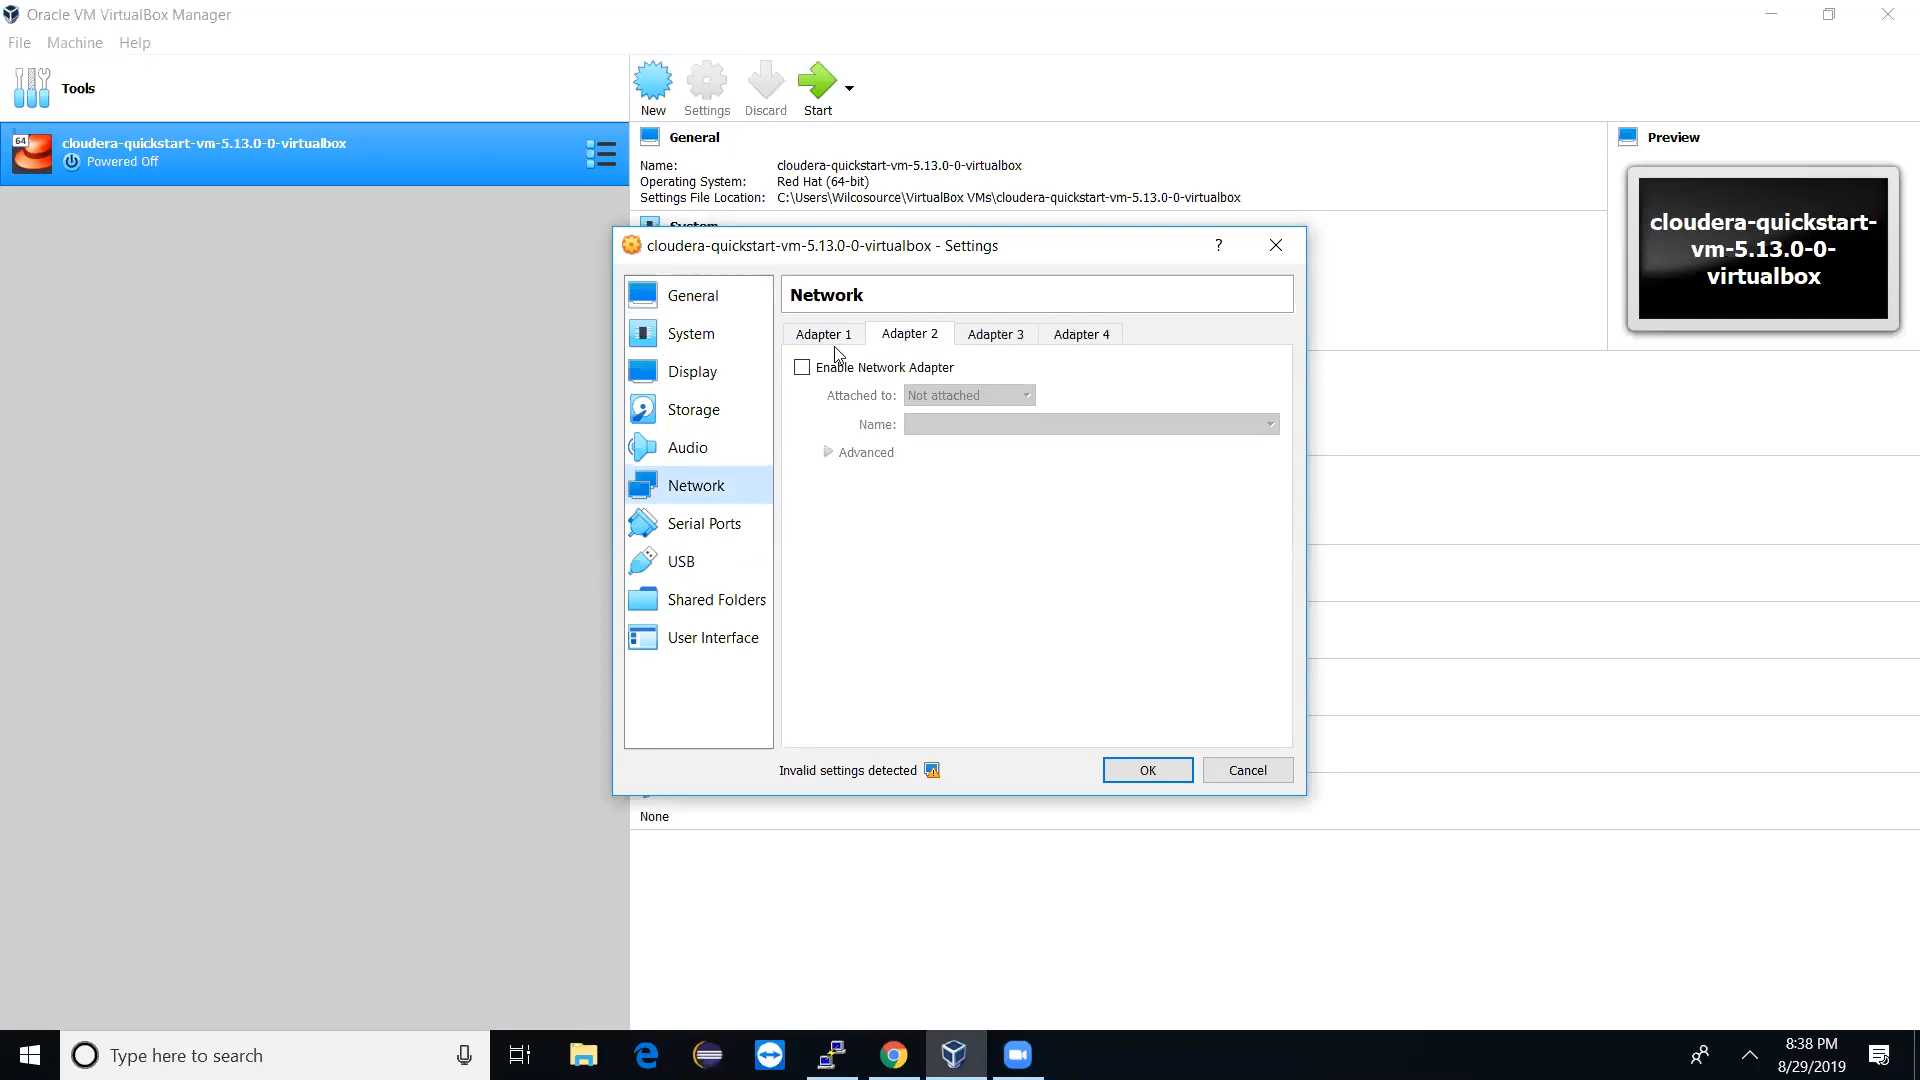 Oracle VM VirtualBox Manager
File Machine Help
Tools
New Settings Discard Start
64
cloudera-quickstart-vm-5.13.0-0-virtualbox
Powered Off
General
Name: cloudera-quickstart-vm-5.13.0-0-virtualbox
Operating System: Red Hat (64-bit)
Settings File Location: C:\Users\Wilcosource\VirtualBox VMs\cloudera-quickstart-vm-5.13.0-0-virtualbox
System
Preview
cloudera-quickstart-
vm-5.13.0-0-
virtualbox
cloudera-quickstart-vm-5.13.0-0-virtualbox - Settings
?
General
System
Display
Storage
Audio
Network
Serial Ports
USB
Shared Folders
User Interface
Network
Adapter 1 Adapter 2 Adapter 3 Adapter 4
Enable Network Adapter
Attached to: Not attached
Name:
Advanced
Invalid settings detected
OK Cancel
None
Type here to search
8:38 PM
8/29/2019